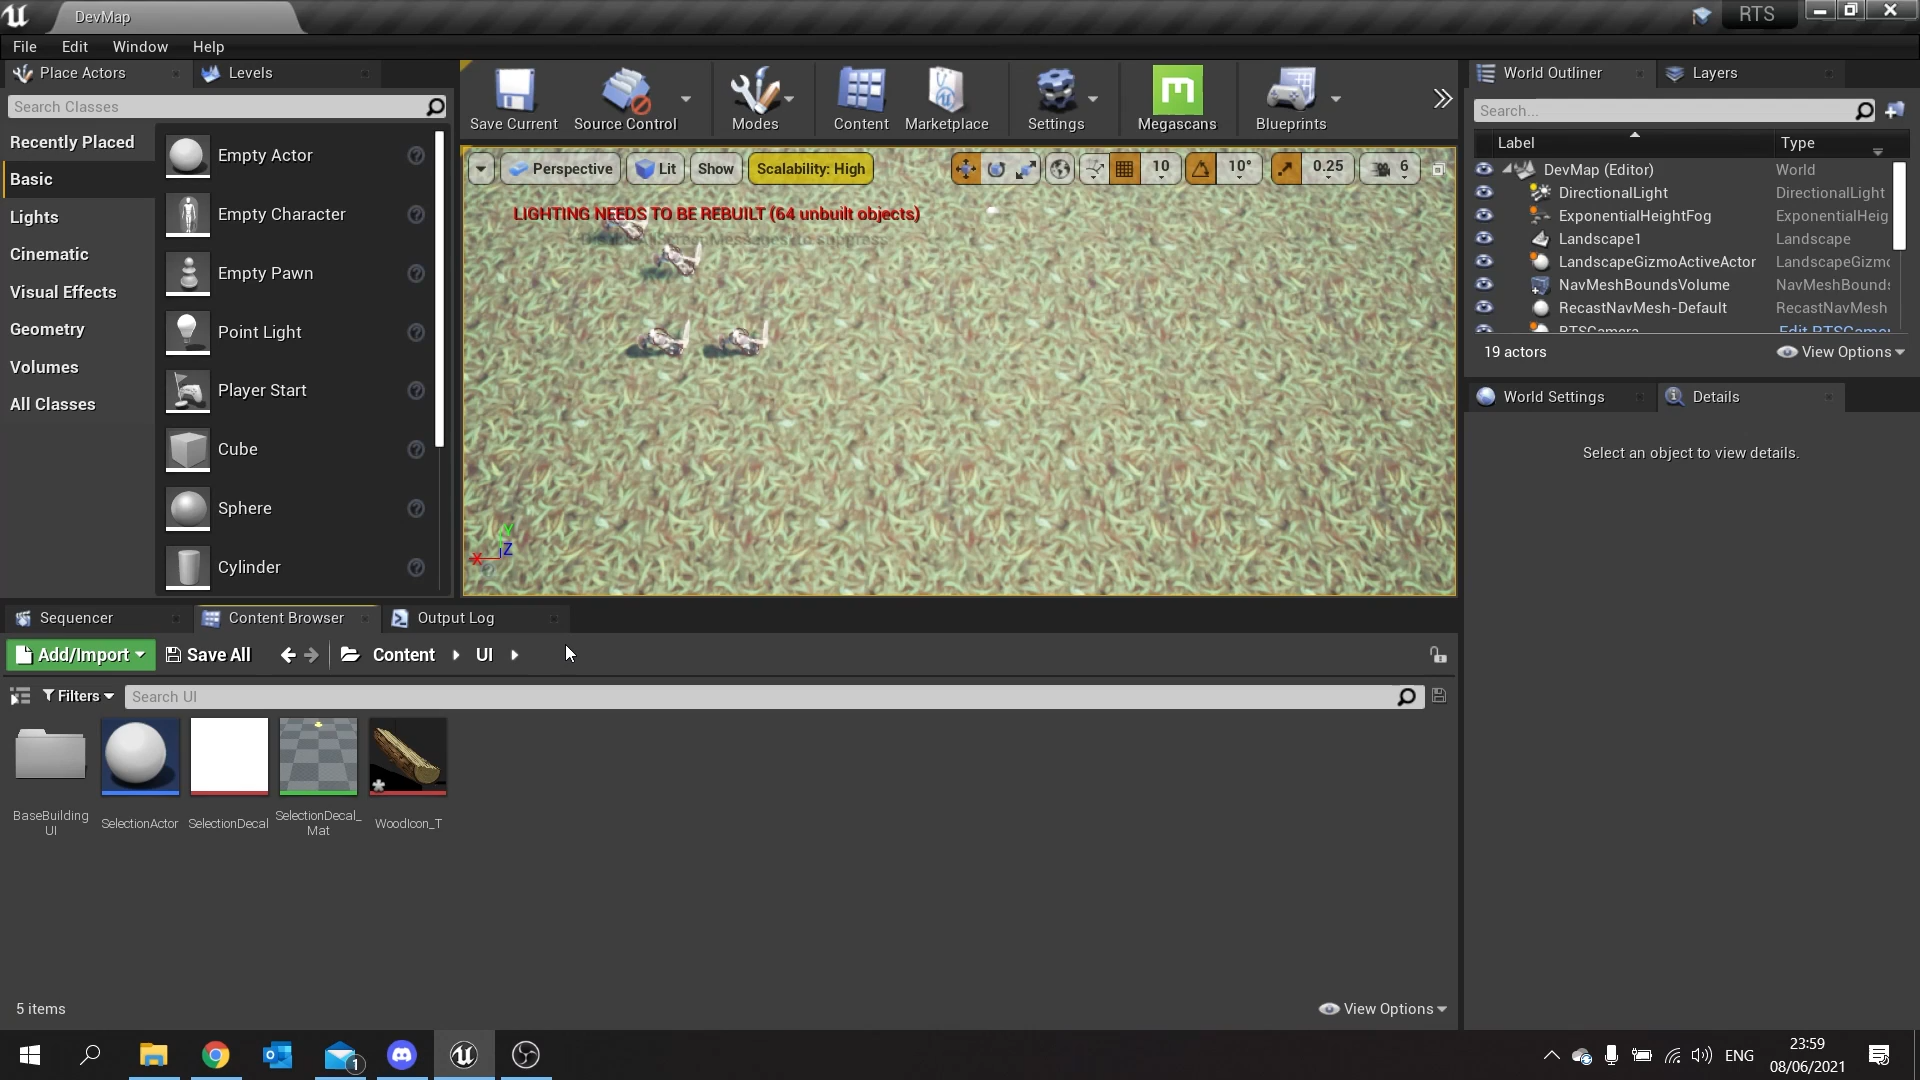 DevMap
RTS
File Edit Window Help
Place Actors
Levels
Search Classes
Recently Placed
Basic
Lights
Cinematic
Visual Effects
Geometry
Volumes
All Classes
Empty Actor
Empty Character
Empty Pawn
Point Light
Player Start
Cube
Sphere
Cylinder
Save Current
Source Control
Modes
Content
Marketplace
Settings
Megascans
Blueprints
Perspective
Lit
Show
Scalability: High
10
10°
0.25
6
LIGHTING NEEDS TO BE REBUILT (64 unbuilt objects)
X
Y
Z
World Outliner
Layers
Search...
Label Type
DevMap (Editor) World
DirectionalLight DirectionalLight
ExponentialHeightFog ExponentialHeig
Landscape1 Landscape
LandscapeGizmoActiveActor LandscapeGizmo
NavMeshBoundsVolume NavMeshBounds
RecastNavMesh-Default RecastNavMesh
RTSCamera Edit RTSCame
19 actors
View Options
World Settings
Details
Select an object to view details.
Sequencer
Content Browser
Output Log
Add/Import
Save All
Content
UI
Filters
Search UI
BaseBuilding
UI
SelectionActor
SelectionDecal
SelectionDecal_
Mat
WoodIcon_T
5 items
View Options
1
ENG
23:59
08/06/2021